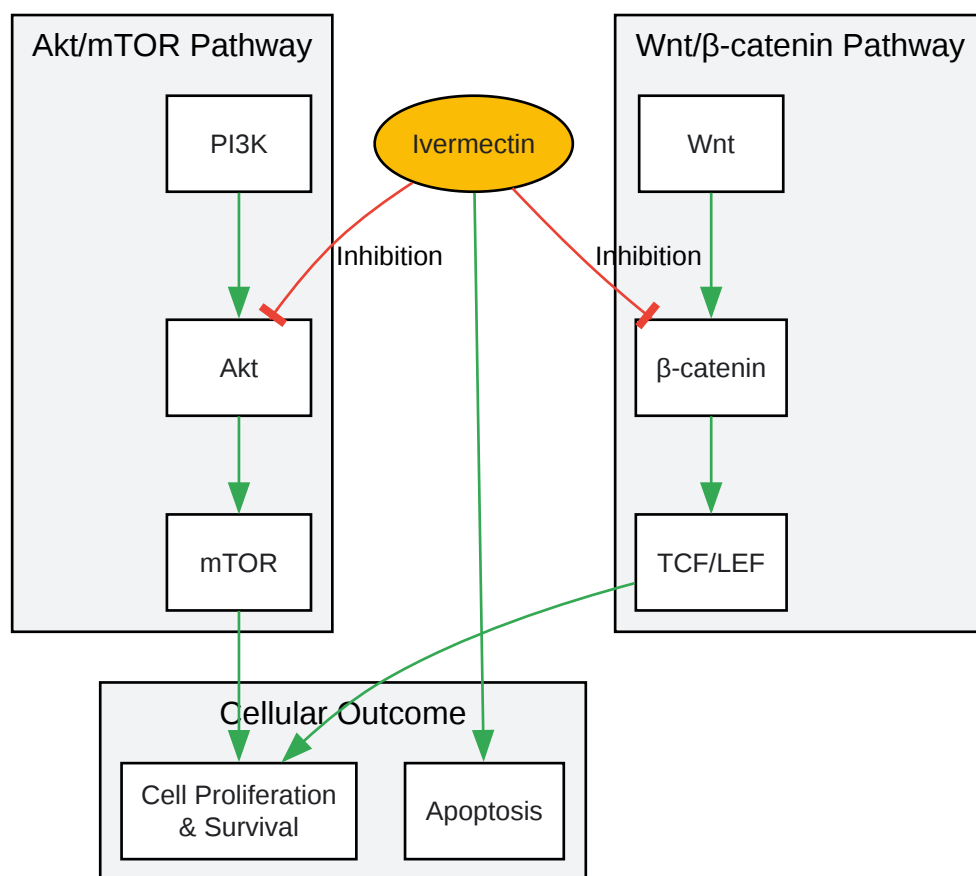 Akt/mTOR Pathway
Wnt/β-catenin Pathway
PI3K
Ivermectin
Wnt
Inhibition
Inhibition
Akt
β-catenin
mTOR
TCF/LEF
Cellular Outcome
Cell Proliferation
& Survival
Apoptosis